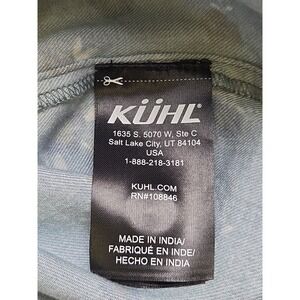 KÜHL
1635 S. 5070 W, Ste C
Salt Lake City, UT 84104
USA
1-888-218-3181
KUHL.COM
RN#108846
MADE IN INDIA/
FABRIQUÉ EN INDE/
HECHO EN INDIA